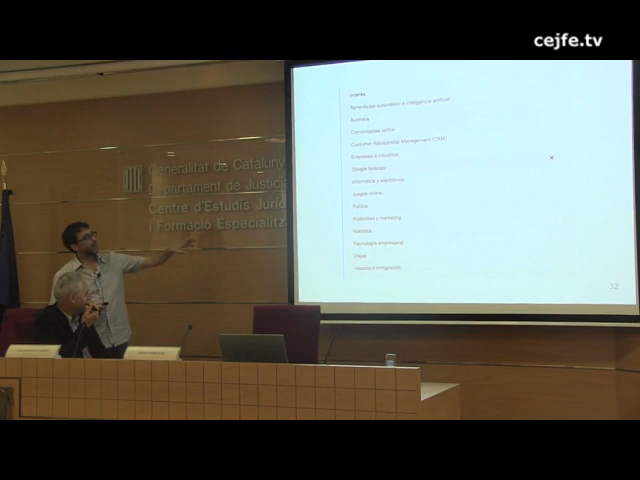 cejfe.tv
Interés
Aprendizaje automático e inteligencia artificial
Business
Comunidades online
Customer Relationship Management (CRM)
Empresas e industrias
Google Noticias
Informática y electrónica
Juegos online
Política
Publicidad y marketing
Robótica
Tecnología empresarial
Viajes
Visados e inmigración
32
Generalitat de Cataluny
Departament de Justíci
Centre d'Estudis Juríd
i Formació Especialitz